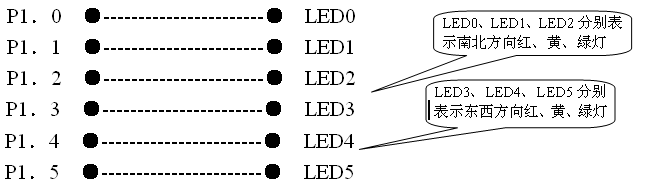 P1．0 LED0
P1．1 LED1
P1．2 LED2
P1．3 LED3
P1．4 LED4
P1．5 LED5
LED0、LED1、LED2 分别表
示南北方向红、黄、绿灯
LED3、LED4、LED5 分别
表示东西方向红、黄、绿灯